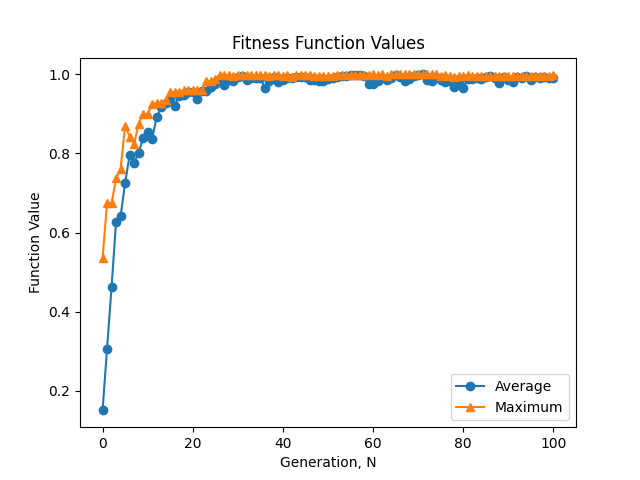 Fitness Function Values
1.0
0.8
0.6
0.4
0.2
Function Value
0
20
40
60
80
100
Generation, N
Average
Maximum